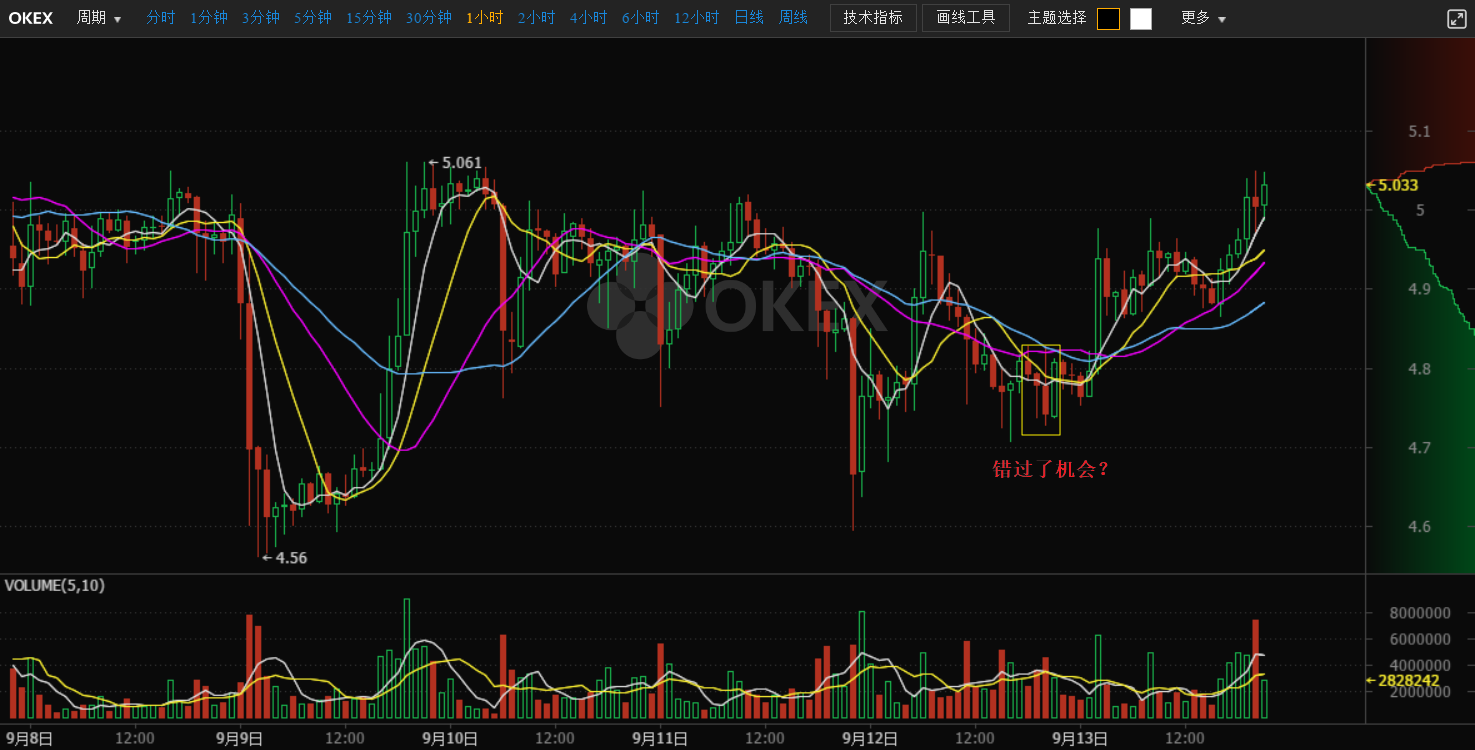 OKEX 周期 分时 1分钟 3分钟 5分钟 15分钟 30分钟 1小时 2小时 4小时 6小时 12小时 日线 周线 技术指标 画线工具 主题选择 更多
5.1
←5.061
←5.033
5
OKEX
4.9
4.8
4.7
错过了机会?
4.6
←4.56
VOLUME(5,10)
8000000
6000000
4000000
←2828242
2000000
9月8日 12:00 9月9日 12:00 9月10日 12:00 9月11日 12:00 9月12日 12:00 9月13日 12:00